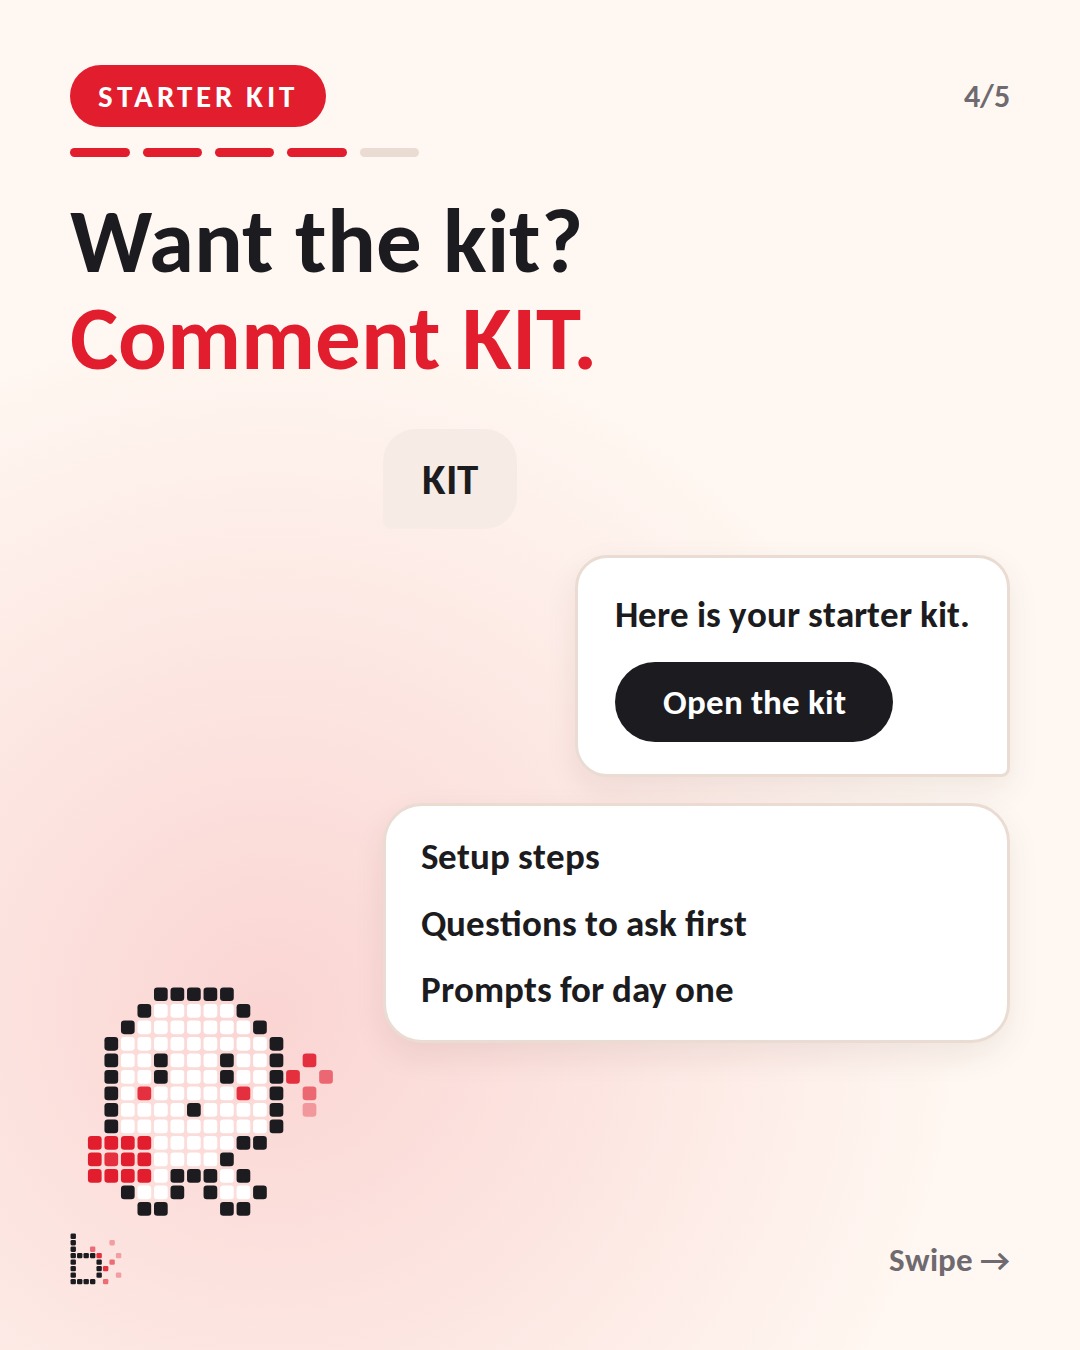 STARTER KIT
4/5
Want the kit?
Comment KIT.
KIT
Here is your starter kit.
Open the kit
Setup steps
Questions to ask first
Prompts for day one
b
Swipe →